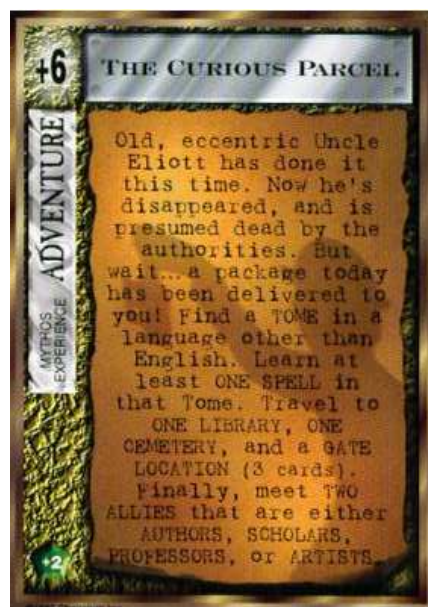 +6
THE CURIOUS PARCEL
MYTHOS
EXPERIENCE
ADVENTURE
Old, eccentric Uncle
Eliott has done it
this time. Now he's
disappeared, and is
presumed dead by the
authorities. But
wait...a package today
has been delivered to
you! Find a TOME in a
language other than
English. Learn at
least ONE SPELL in
that Tome. Travel to
ONE LIBRARY, ONE
CEMETERY, and a GATE
LOCATION (3 cards).
Finally, meet TWO
ALLIES that are either
AUTHORS, SCHOLARS,
PROFESSORS, or ARTISTS.
+2